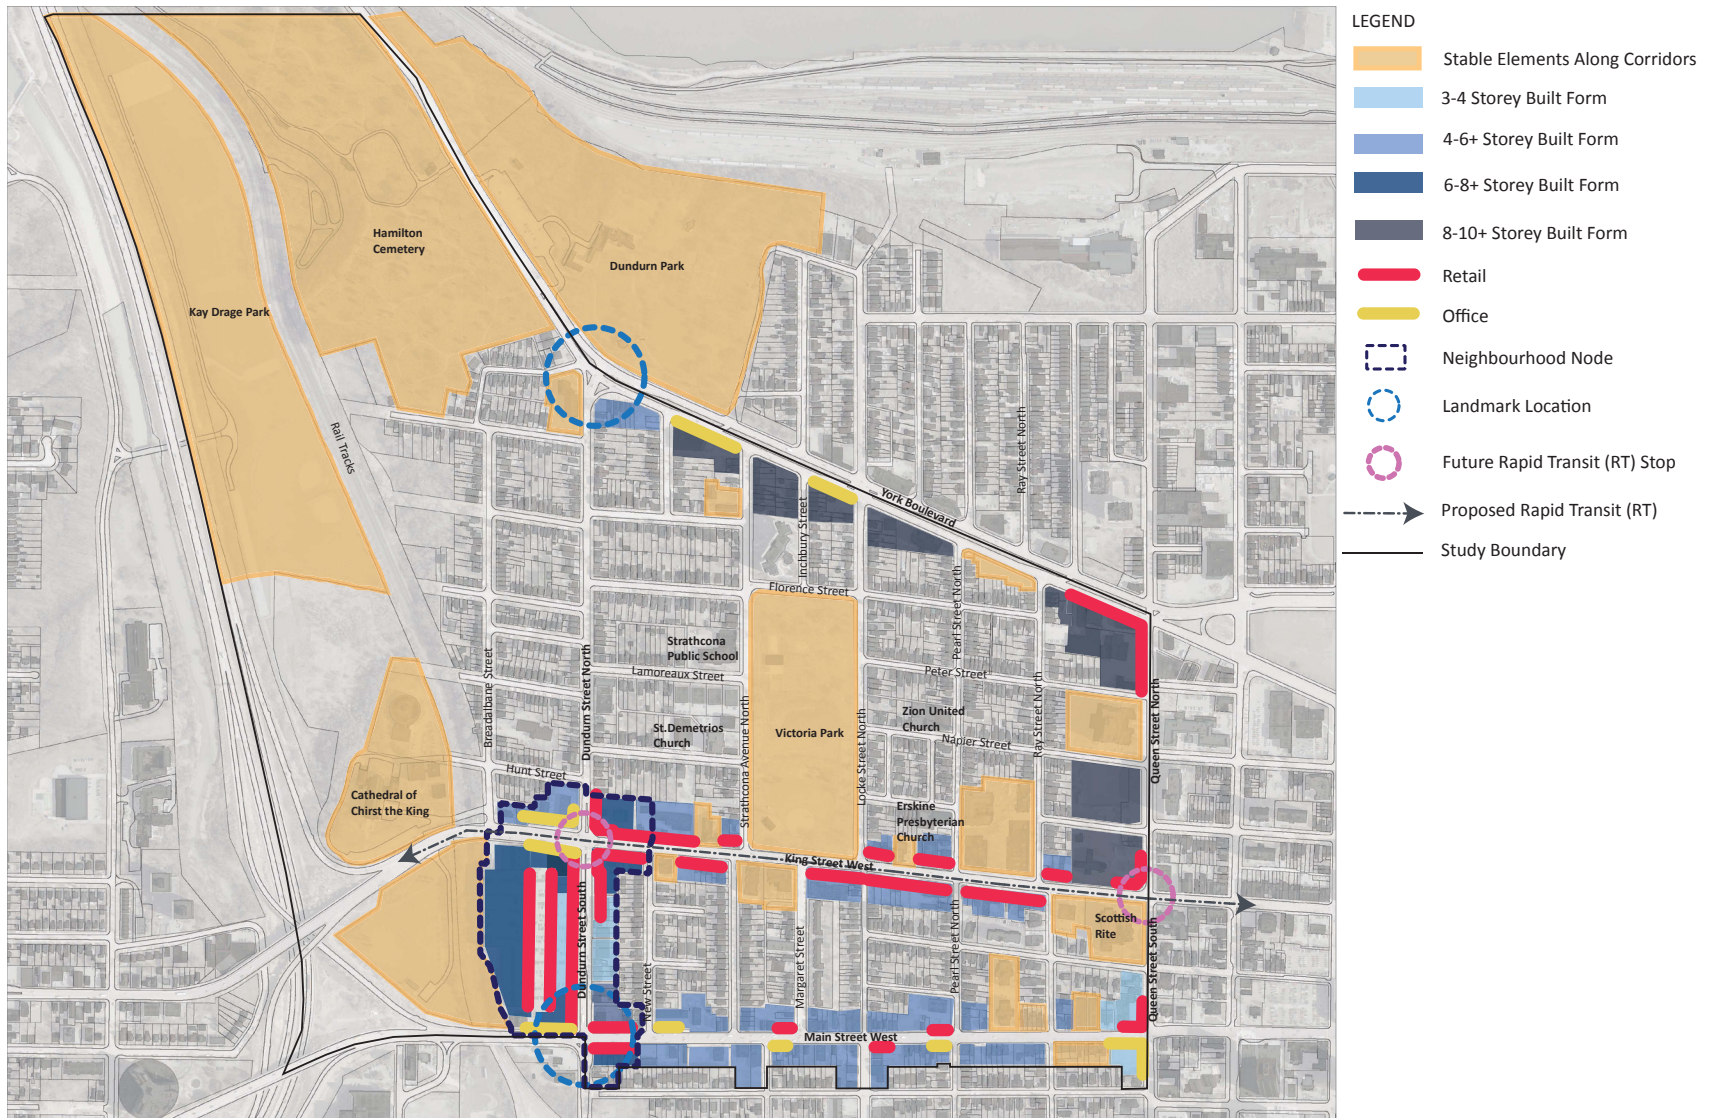 LEGEND
Stable Elements Along Corridors
3-4 Storey Built Form
4-6+ Storey Built Form
6-8+ Storey Built Form
8-10+ Storey Built Form
Retail
Office
Neighbourhood Node
Landmark Location
Future Rapid Transit (RT) Stop
Proposed Rapid Transit (RT)
Study Boundary
Hamilton
Cemetery
Dundurn Park
Kay Drage Park
Rail Tracks
Ray Street North
York Boulevard
Inchbury Street
Florence Street
Pearl Street North
Strathcona
Public School
Lamoreaux Street
Peter Street
Breadalbane Street
Dundurn Street North
St.Demetrios
Church
Strathcona Avenue North
Victoria Park
Locke Street North
Zion United
Church
Napier Street
Ray Street North
Queen Street North
Hunt Street
Cathedral of
Chirst the King
Erskine
Presbyterian
Church
King Street West
Scottish
Rite
Dundurn Street South
New Street
Margaret Street
Pearl Street North
Queen Street South
Main Street West